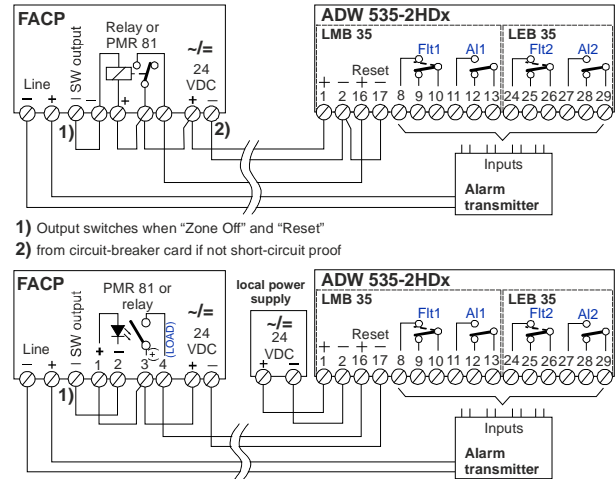 FACP
Relay or
PMR 81
~/=
24
VDC
SW output
Line
– + – – + + –
1)
2)
ADW 535-2HDx
LMB 35
LEB 35
Flt1 Al1 Flt2 Al2
Reset
+ – + –
1 2 16 17 8 9 10 11 12 13 24 25 26 27 28 29
Inputs
Alarm
transmitter
1) Output switches when “Zone Off” and “Reset”
2) from circuit-breaker card if not short-circuit proof
FACP
PMR 81 or
relay
~/=
24
VDC
SW output
Line
(+)
(LOAD)
– + – + – + –
1 2 3 4
1)
local power
supply
~/=
24
VDC
+ –
ADW 535-2HDx
LMB 35
LEB 35
Flt1 Al1 Flt2 Al2
Reset
+ – + –
1 2 16 17 8 9 10 11 12 13 24 25 26 27 28 29
Inputs
Alarm
transmitter